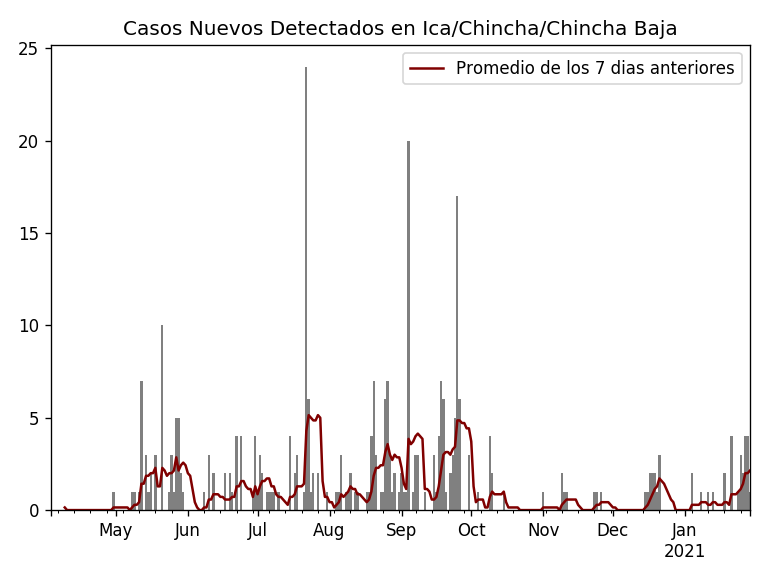 Casos Nuevos Detectados en Ica/Chincha/Chincha Baja
Promedio de los 7 dias anteriores
25
20
15
10
5
0
May Jun Jul Aug Sep Oct Nov Dec Jan
2021